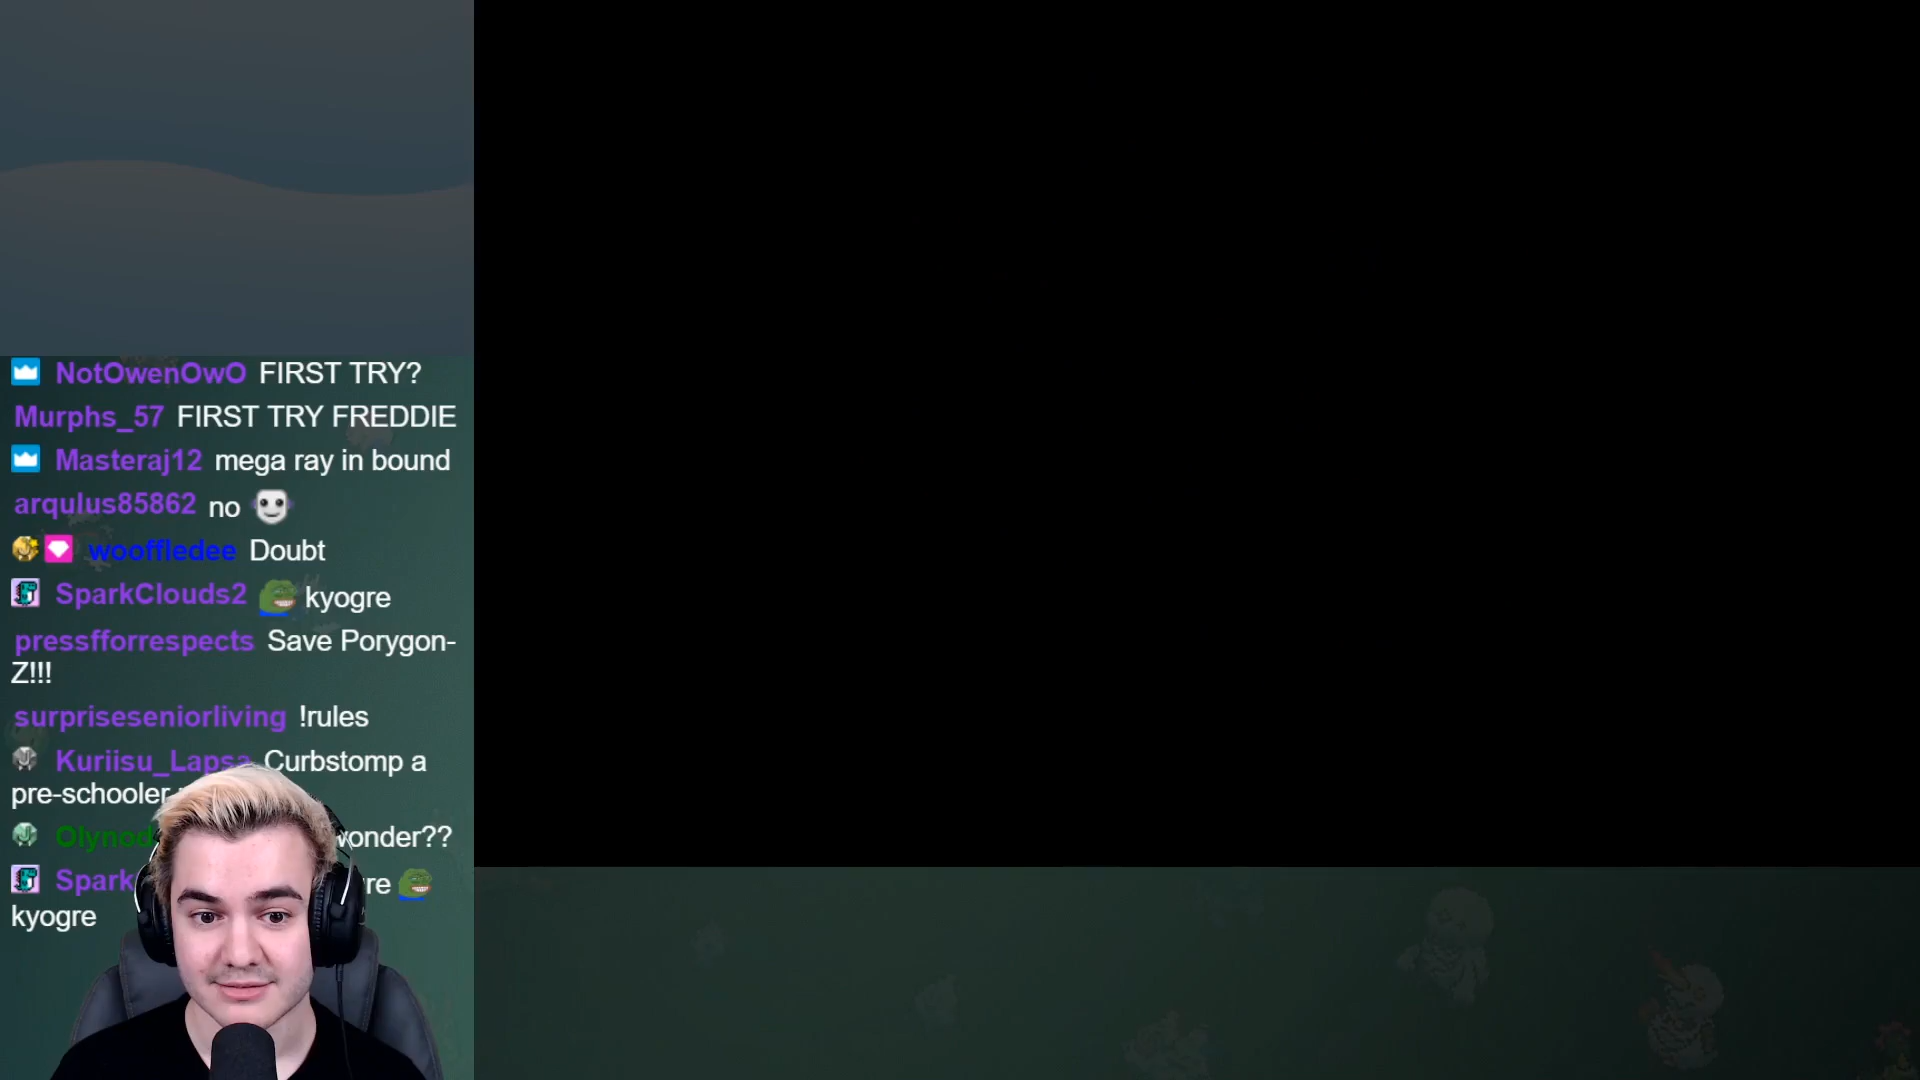 NotOwenOwO FIRST TRY?
Murphs_57 FIRST TRY FREDDIE
Masteraj12 mega ray in bound
arqulus85862 no
wooffledee Doubt
SparkClouds2 kyogre
pressfforrespects Save Porygon-
Z!!!
surpriseseniorliving !rules
Kuriisu_Lapsa Curbstomp a
pre-schooler
wonder??
Spark
kyogre